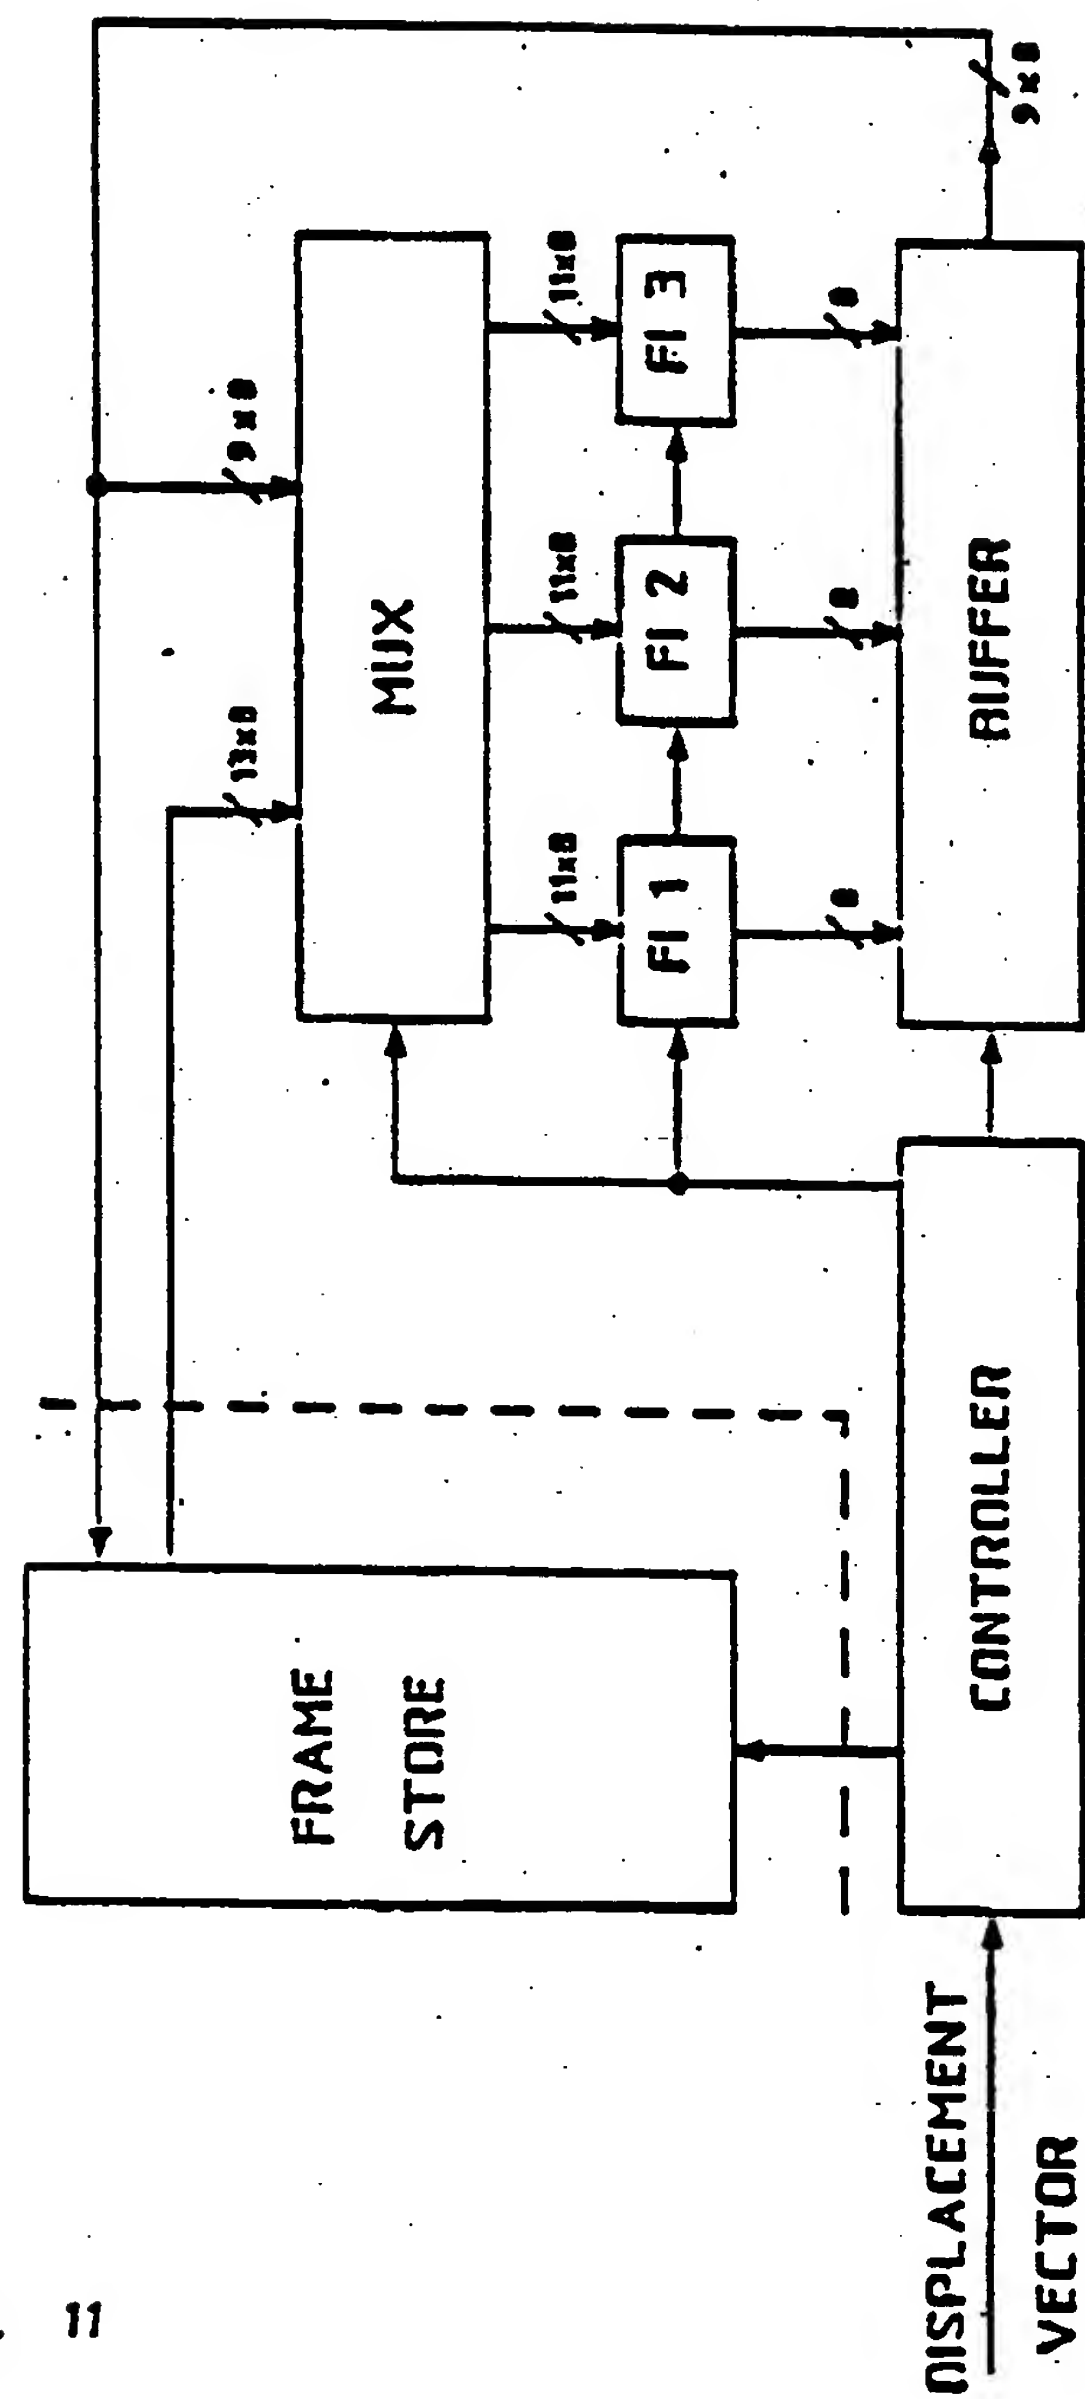 11
DISPLACEMENT
VECTOR
FRAME
STORE
CONTROLLER
13x8
9x8
MUX
11x8
11x8
11x8
FI 1
FI 2
FI 3
8
8
8
BUFFER
9x8